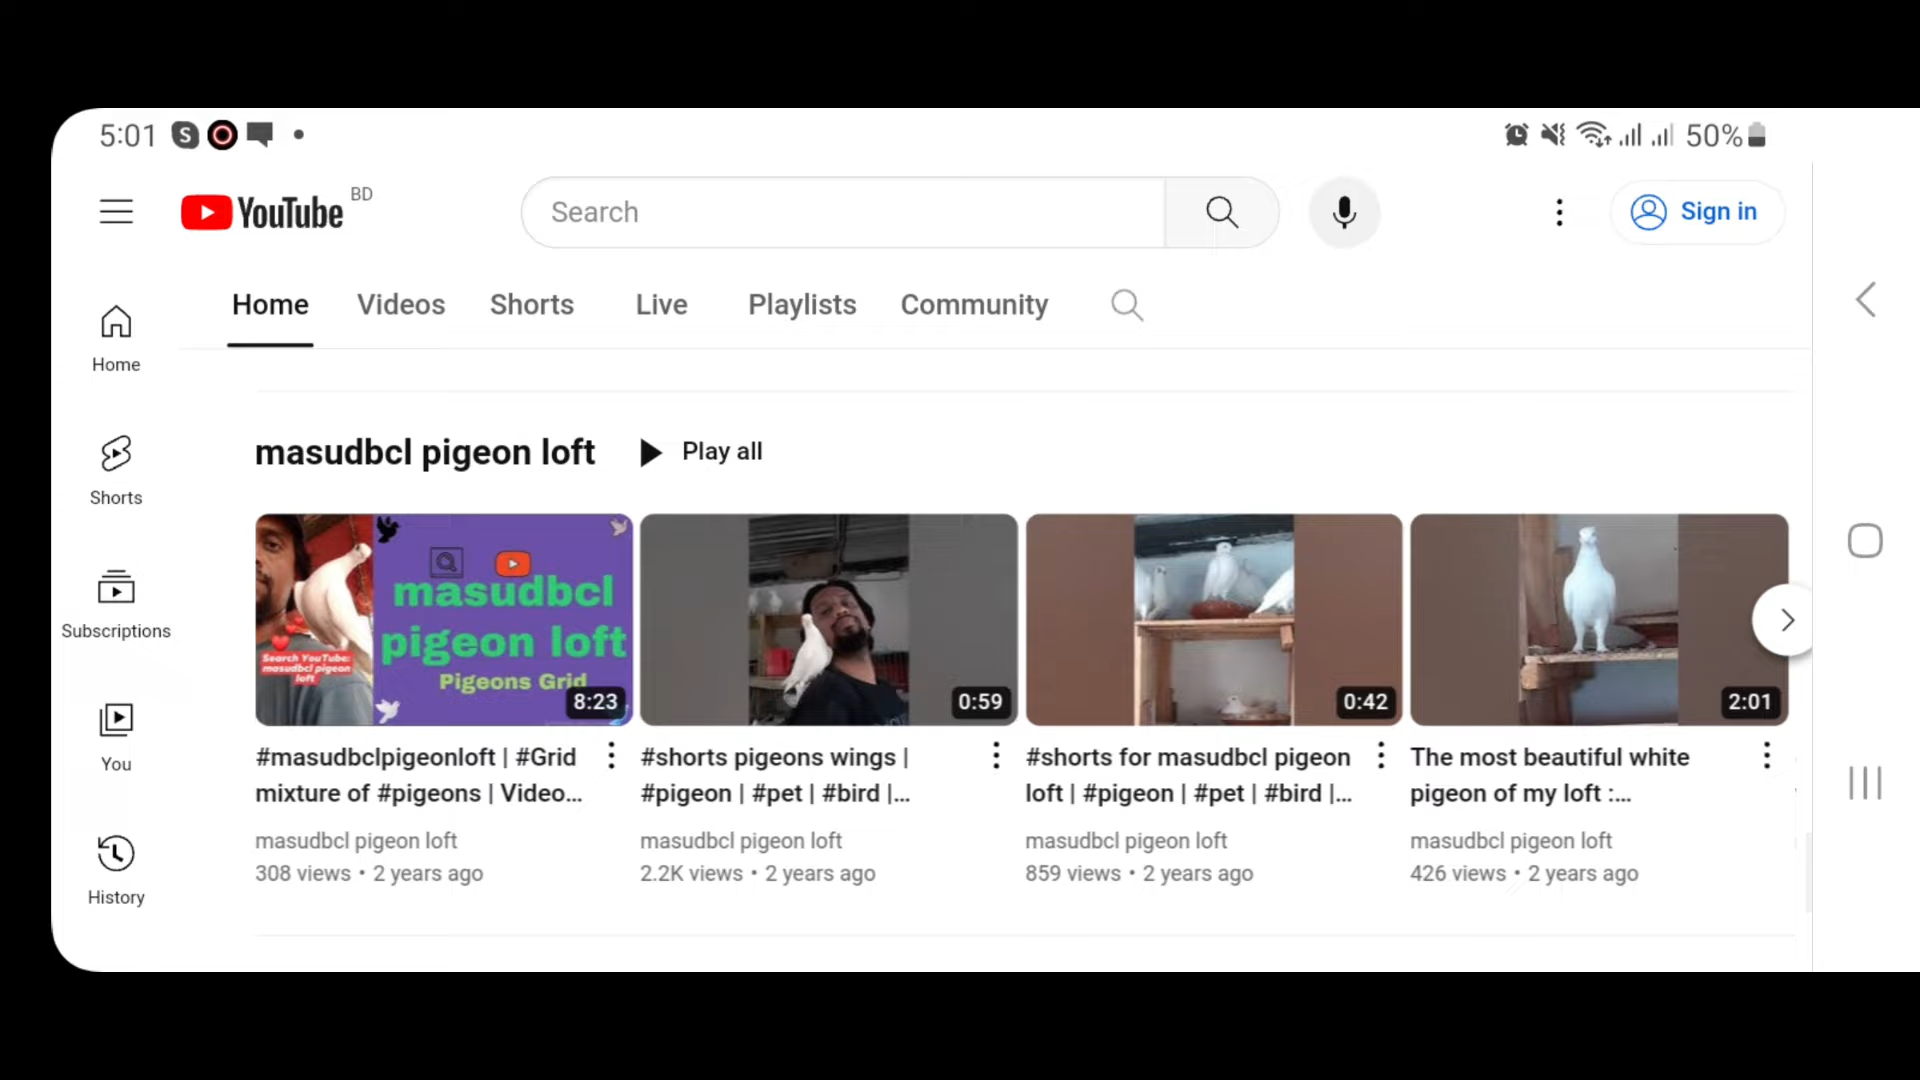 5:01
50%
YouTube BD
Search
Sign in
Home Videos Shorts Live Playlists Community
Home
Shorts
Subscriptions
You
History
masudbcl pigeon loft Play all
masudbcl
pigeon loft
Pigeons Grid
Search YouTube:
masudbcl pigeon
loft
8:23
0:59
0:42
2:01
#masudbclpigeonloft | #Grid
mixture of #pigeons | Video...
masudbcl pigeon loft
308 views • 2 years ago
#shorts pigeons wings |
#pigeon | #pet | #bird |...
masudbcl pigeon loft
2.2K views • 2 years ago
#shorts for masudbcl pigeon
loft | #pigeon | #pet | #bird |...
masudbcl pigeon loft
859 views • 2 years ago
The most beautiful white
pigeon of my loft :...
masudbcl pigeon loft
426 views • 2 years ago